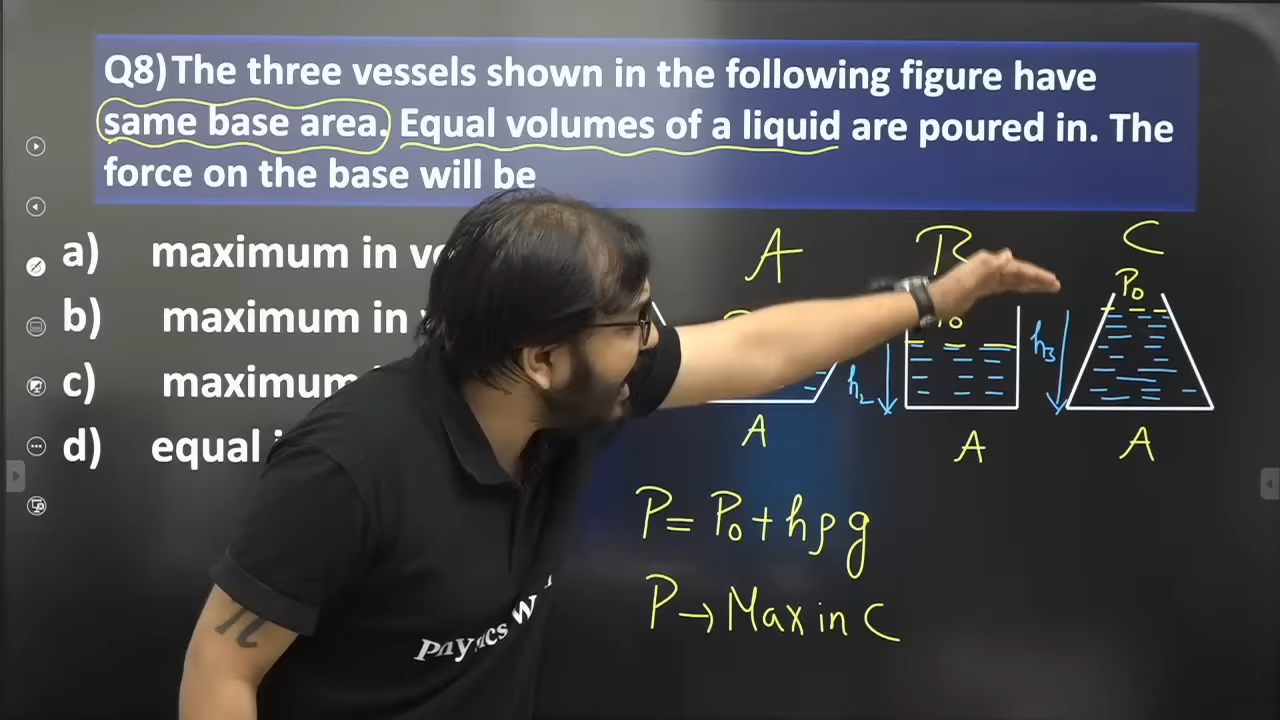 Q8) The three vessels shown in the following figure have
same base area. Equal volumes of a liquid are poured in. The
force on the base will be
a) maximum in
b) maximum in
c) maximum
d) equal
A B C
P₀
h₂ h₃
A A A
P = P₀ + hρg
P → Max in C
Physics W
π